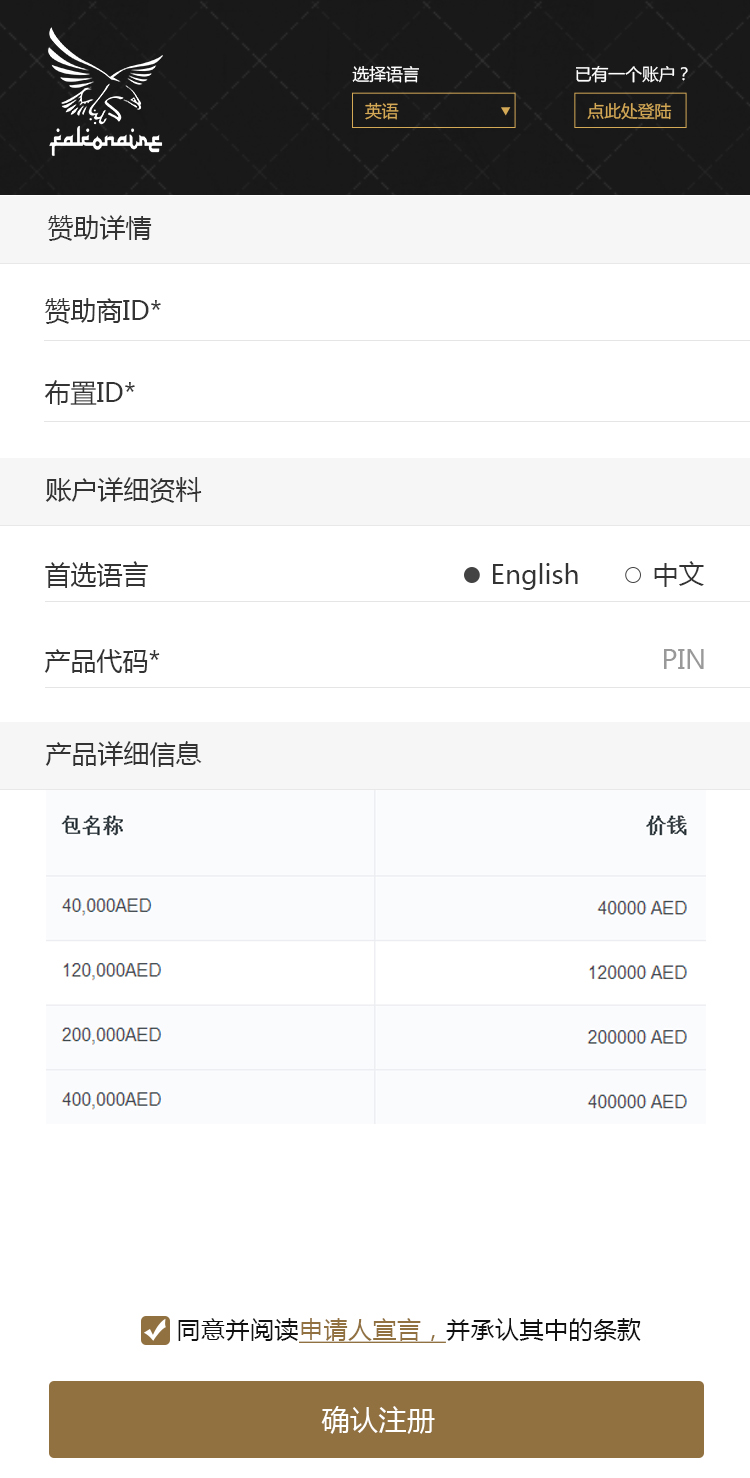 falconaire
选择语言
已有一个账户？
英语
点此处登陆
赞助详情
赞助商ID*
布置ID*
账户详细资料
首选语言 English 中文
产品代码* PIN
产品详细信息
包名称 价钱
40,000AED 40000 AED
120,000AED 120000 AED
200,000AED 200000 AED
400,000AED 400000 AED
同意并阅读申请人宣言，并承认其中的条款
确认注册